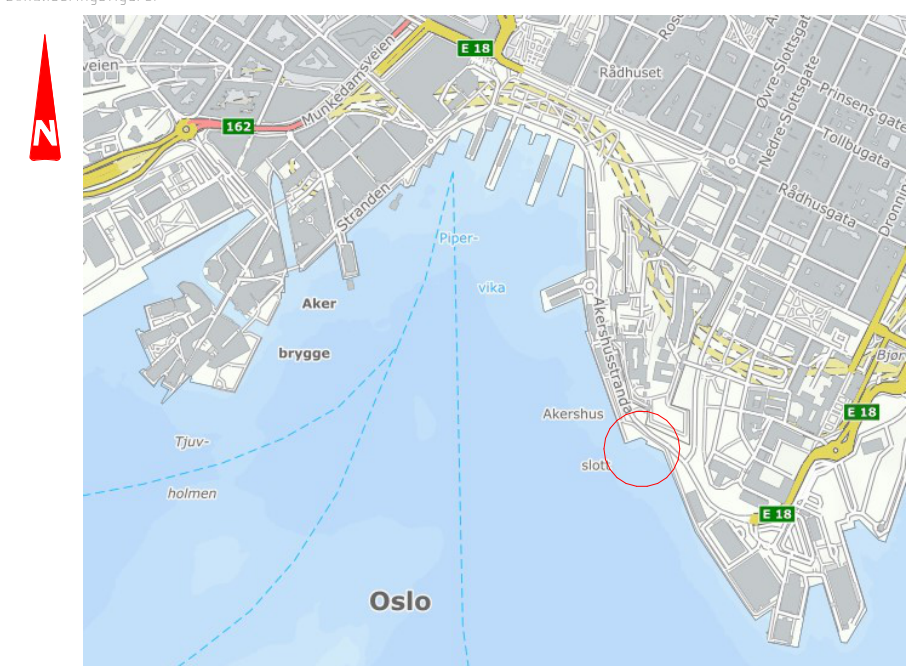 N
veien
Munkedamsveien
E 18
Rådhuset
Øvre-Slottsgate
Prinsens gate
Nedre-Slottsgate
Tollbugata
162
Stranden
Rådhusgata
Piper-
vika
Aker
brygge
Akershusstranda
Akershus
slott
E 18
Tjuv-
holmen
E 18
Oslo